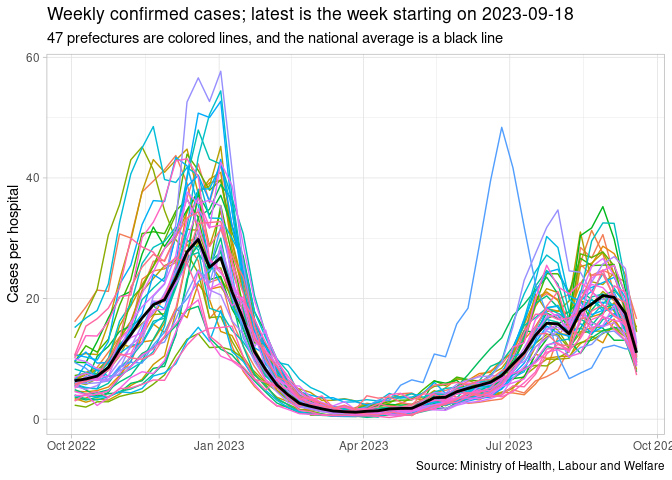 Weekly confirmed cases; latest is the week starting on 2023-09-18
47 prefectures are colored lines, and the national average is a black line
60
40
20
0
Cases per hospital
Oct 2022
Jan 2023
Apr 2023
Jul 2023
Oct 202
Source: Ministry of Health, Labour and Welfare